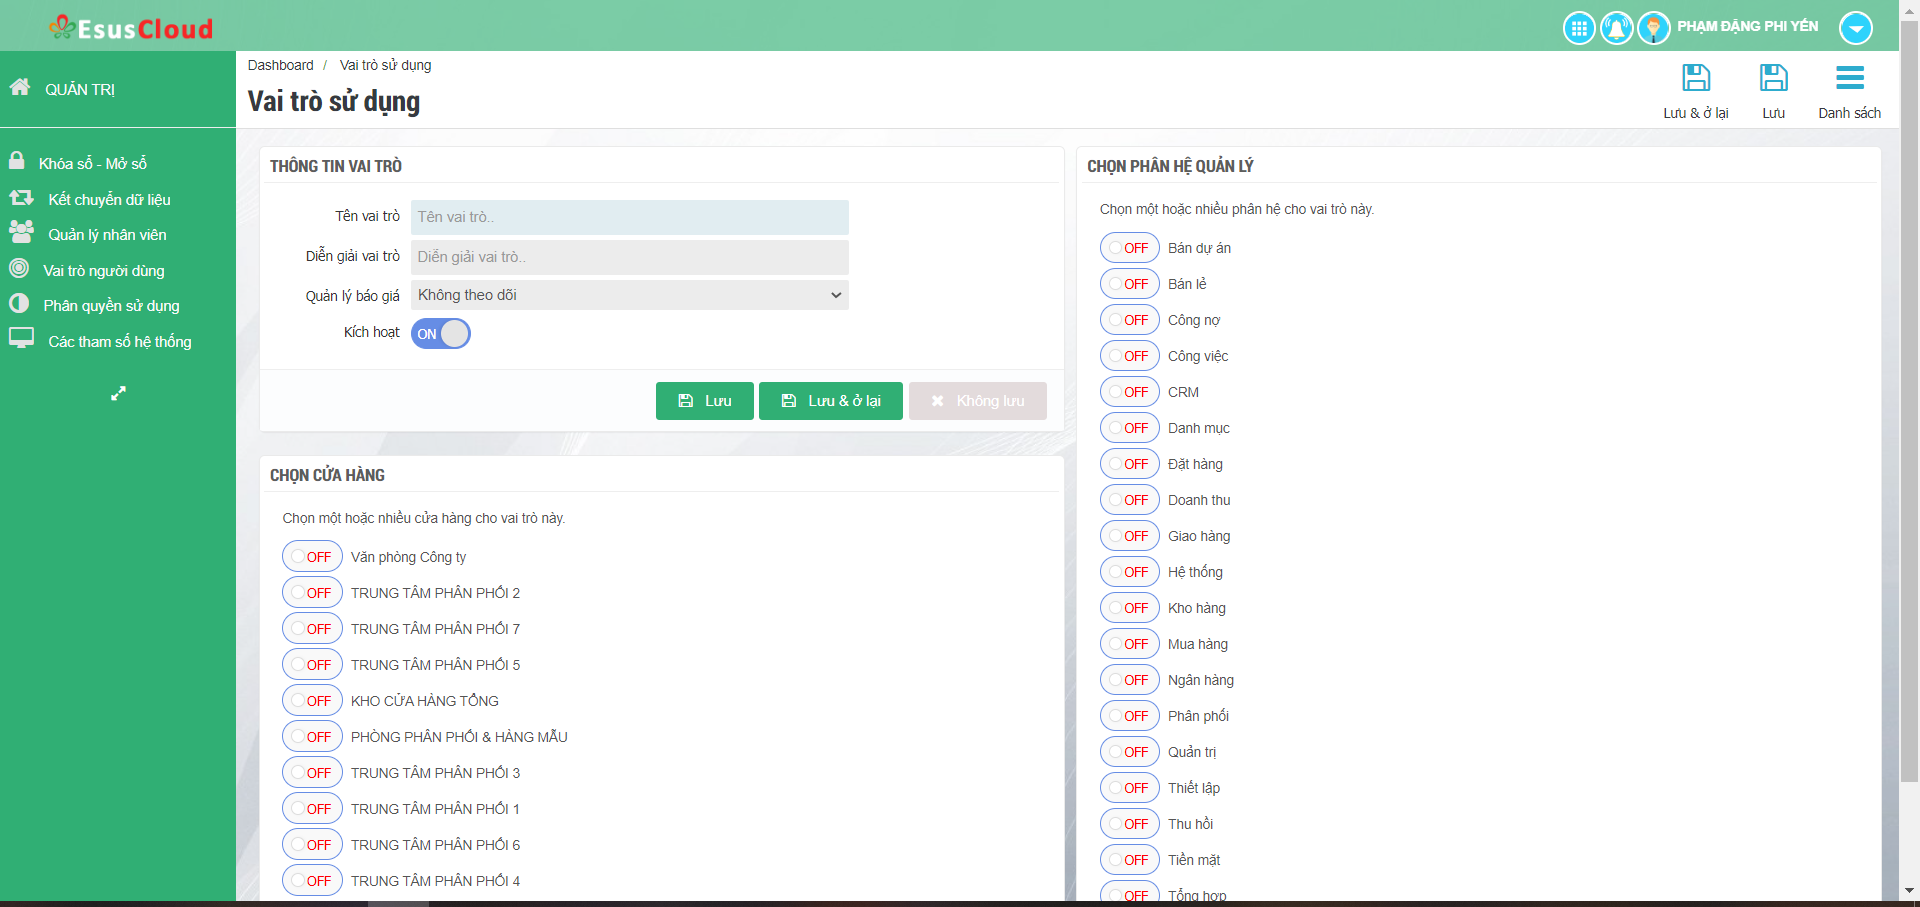 EsusCloud
PHẠM ĐẶNG PHI YẾN
QUẢN TRỊ
Khóa sổ - Mở sổ
Kết chuyển dữ liệu
Quản lý nhân viên
Vai trò người dùng
Phân quyền sử dụng
Các tham số hệ thống
Dashboard / Vai trò sử dụng
Vai trò sử dụng
Lưu & ở lại
Lưu
Danh sách
THÔNG TIN VAI TRÒ
Tên vai trò
Tên vai trò..
Diễn giải vai trò
Diễn giải vai trò..
Quản lý báo giá
Không theo dõi
Kích hoạt
ON
Lưu
Lưu & ở lại
Không lưu
CHỌN CỬA HÀNG
Chọn một hoặc nhiều cửa hàng cho vai trò này.
OFF Văn phòng Công ty
OFF TRUNG TÂM PHÂN PHỐI 2
OFF TRUNG TÂM PHÂN PHỐI 7
OFF TRUNG TÂM PHÂN PHỐI 5
OFF KHO CỬA HÀNG TỔNG
OFF PHÒNG PHÂN PHỐI & HÀNG MẪU
OFF TRUNG TÂM PHÂN PHỐI 3
OFF TRUNG TÂM PHÂN PHỐI 1
OFF TRUNG TÂM PHÂN PHỐI 6
OFF TRUNG TÂM PHÂN PHỐI 4
CHỌN PHÂN HỆ QUẢN LÝ
Chọn một hoặc nhiều phân hệ cho vai trò này.
OFF Bán dự án
OFF Bán lẻ
OFF Công nợ
OFF Công việc
OFF CRM
OFF Danh mục
OFF Đặt hàng
OFF Doanh thu
OFF Giao hàng
OFF Hệ thống
OFF Kho hàng
OFF Mua hàng
OFF Ngân hàng
OFF Phân phối
OFF Quản trị
OFF Thiết lập
OFF Thu hồi
OFF Tiền mặt
OFF Tổng hợp